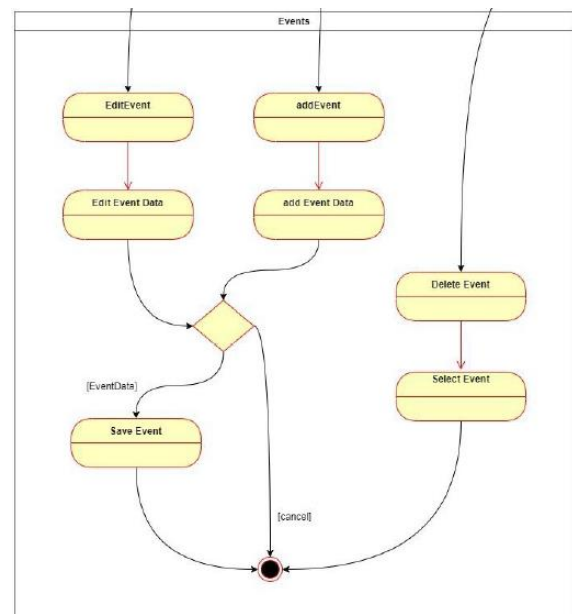 Events
EditEvent
addEvent
Edit Event Data
add Event Data
Delete Event
[EventData]
Select Event
Save Event
[cancel]